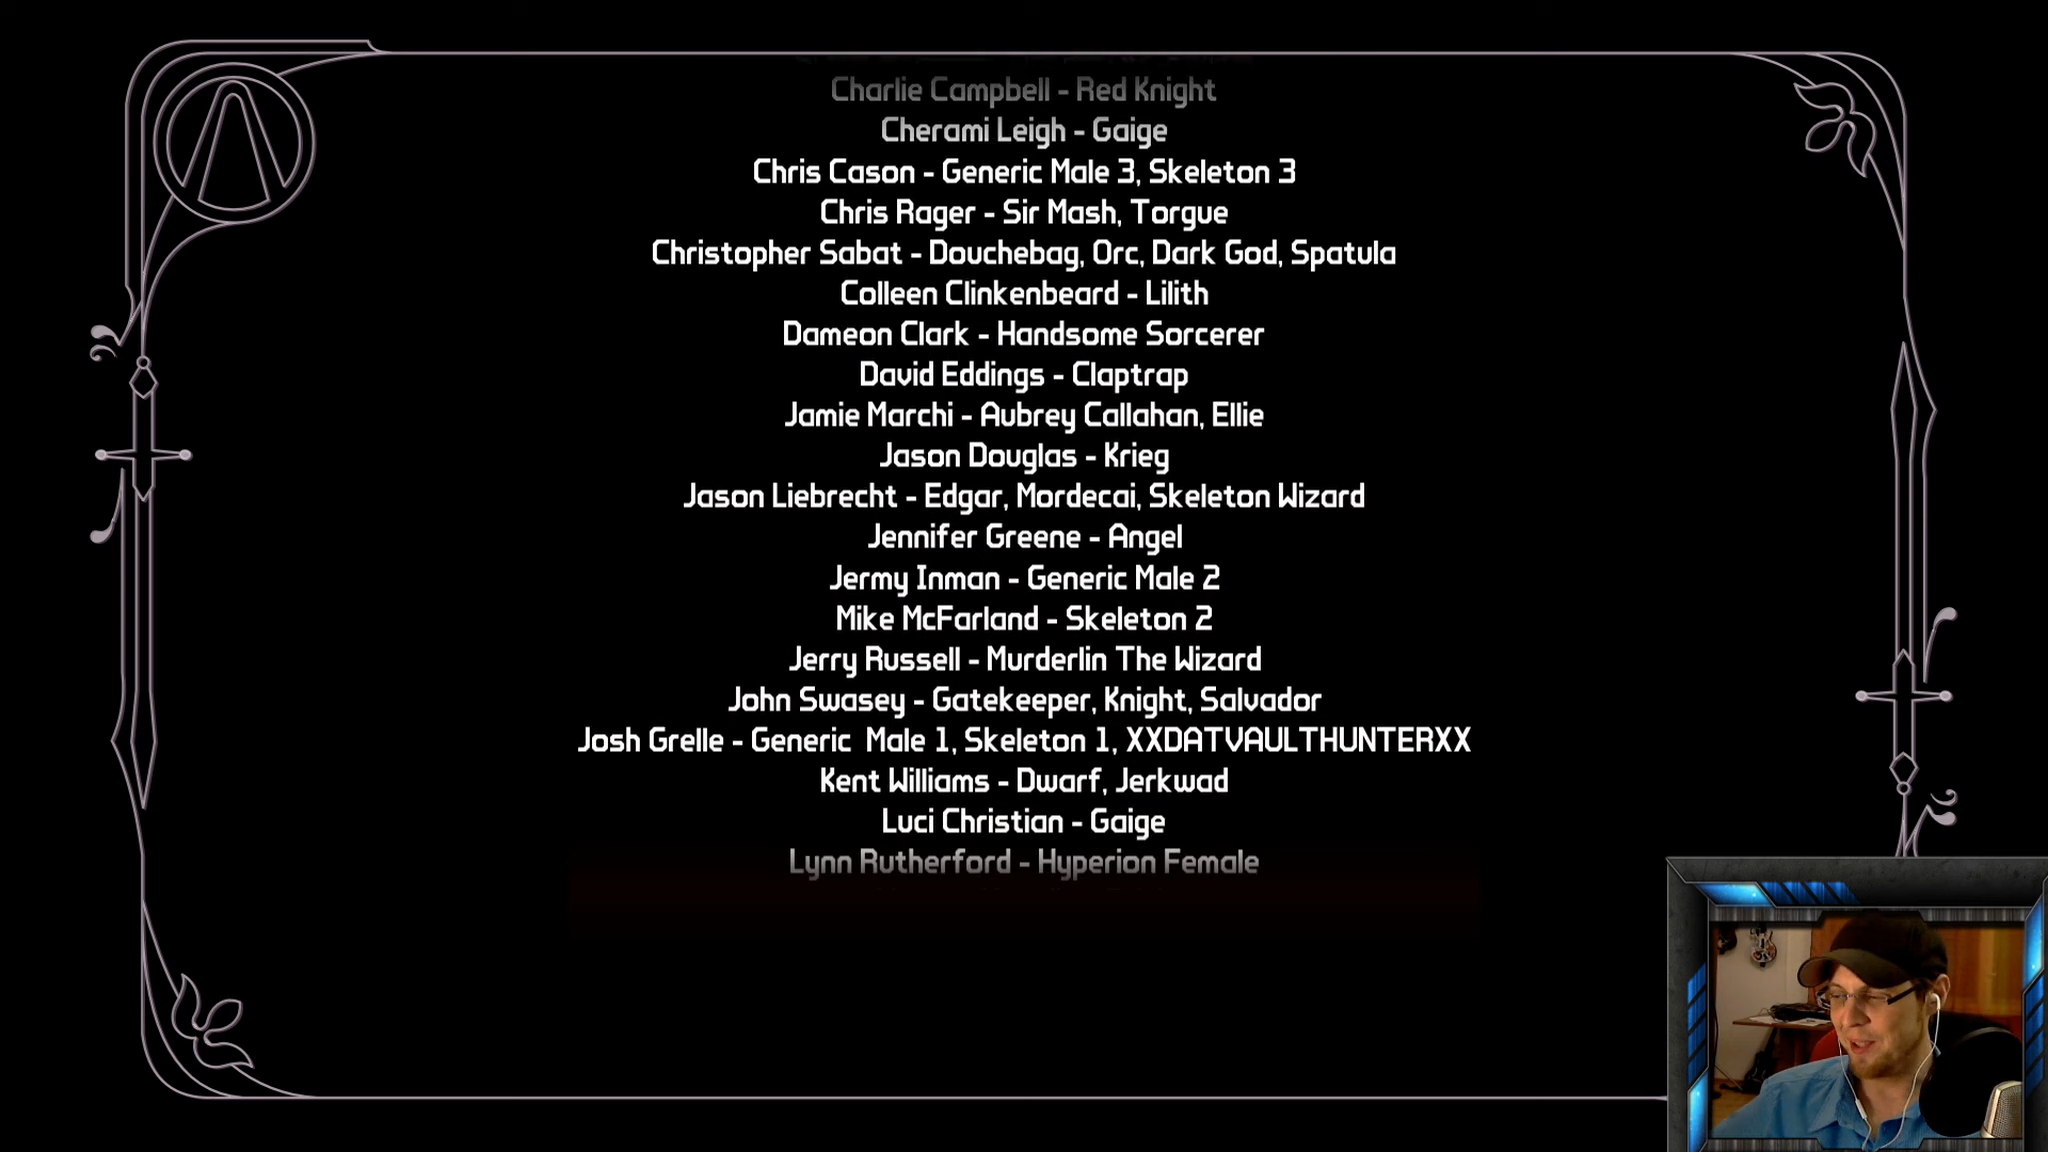 Charlie Campbell - Red Knight
Cherami Leigh - Gaige
Chris Cason - Generic Male 3, Skeleton 3
Chris Rager - Sir Mash, Torgue
Christopher Sabat - Douchebag, Orc, Dark God, Spatula
Colleen Clinkenbeard - Lilith
Dameon Clark - Handsome Sorcerer
David Eddings - Claptrap
Jamie Marchi - Aubrey Callahan, Ellie
Jason Douglas - Krieg
Jason Liebrecht - Edgar, Mordecai, Skeleton Wizard
Jennifer Greene - Angel
Jermy Inman - Generic Male 2
Mike McFarland - Skeleton 2
Jerry Russell - Murderlin The Wizard
John Swasey - Gatekeeper, Knight, Salvador
Josh Grelle - Generic  Male 1, Skeleton 1, XXDATVAULTHUNTERXX
Kent Williams - Dwarf, Jerkwad
Luci Christian - Gaige
Lynn Rutherford - Hyperion Female